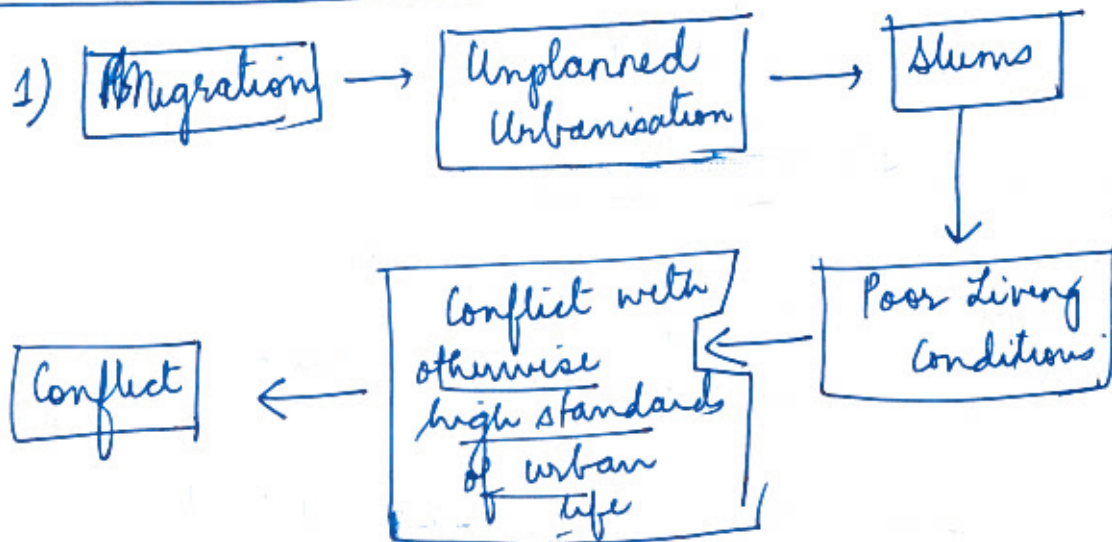 1) Migration
Unplanned
Urbanisation
Slums
Poor Living
Conditions
Conflict with
otherwise
high standards
of urban
life
Conflict